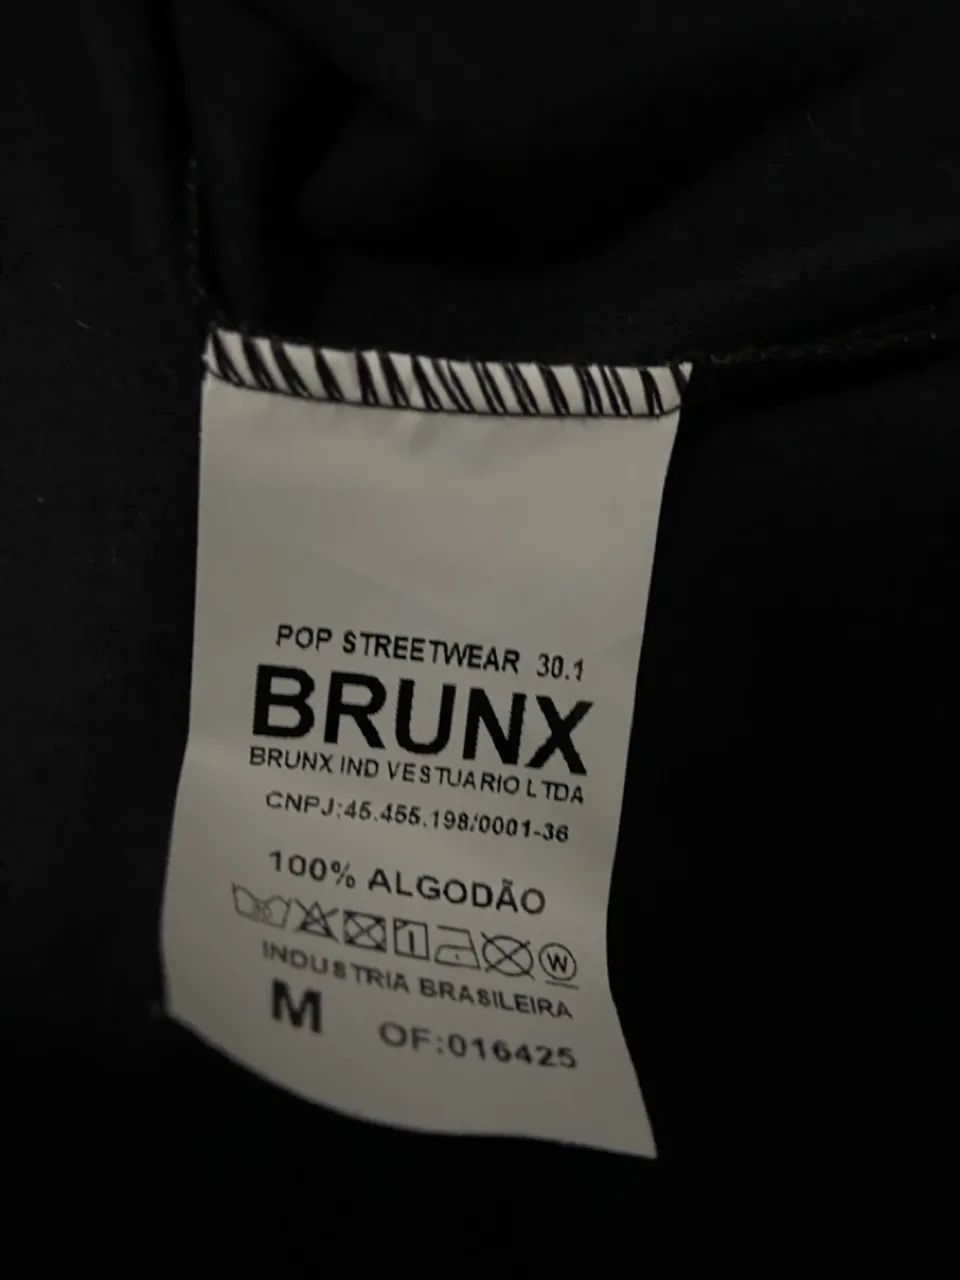 POP STREETWEAR 30.1
BRUNX
BRUNX IND VESTUARIO LTDA
CNPJ:45.455.198/0001-36
100% ALGODÃO
W
INDUSTRIA BRASILEIRA
M OF:016425